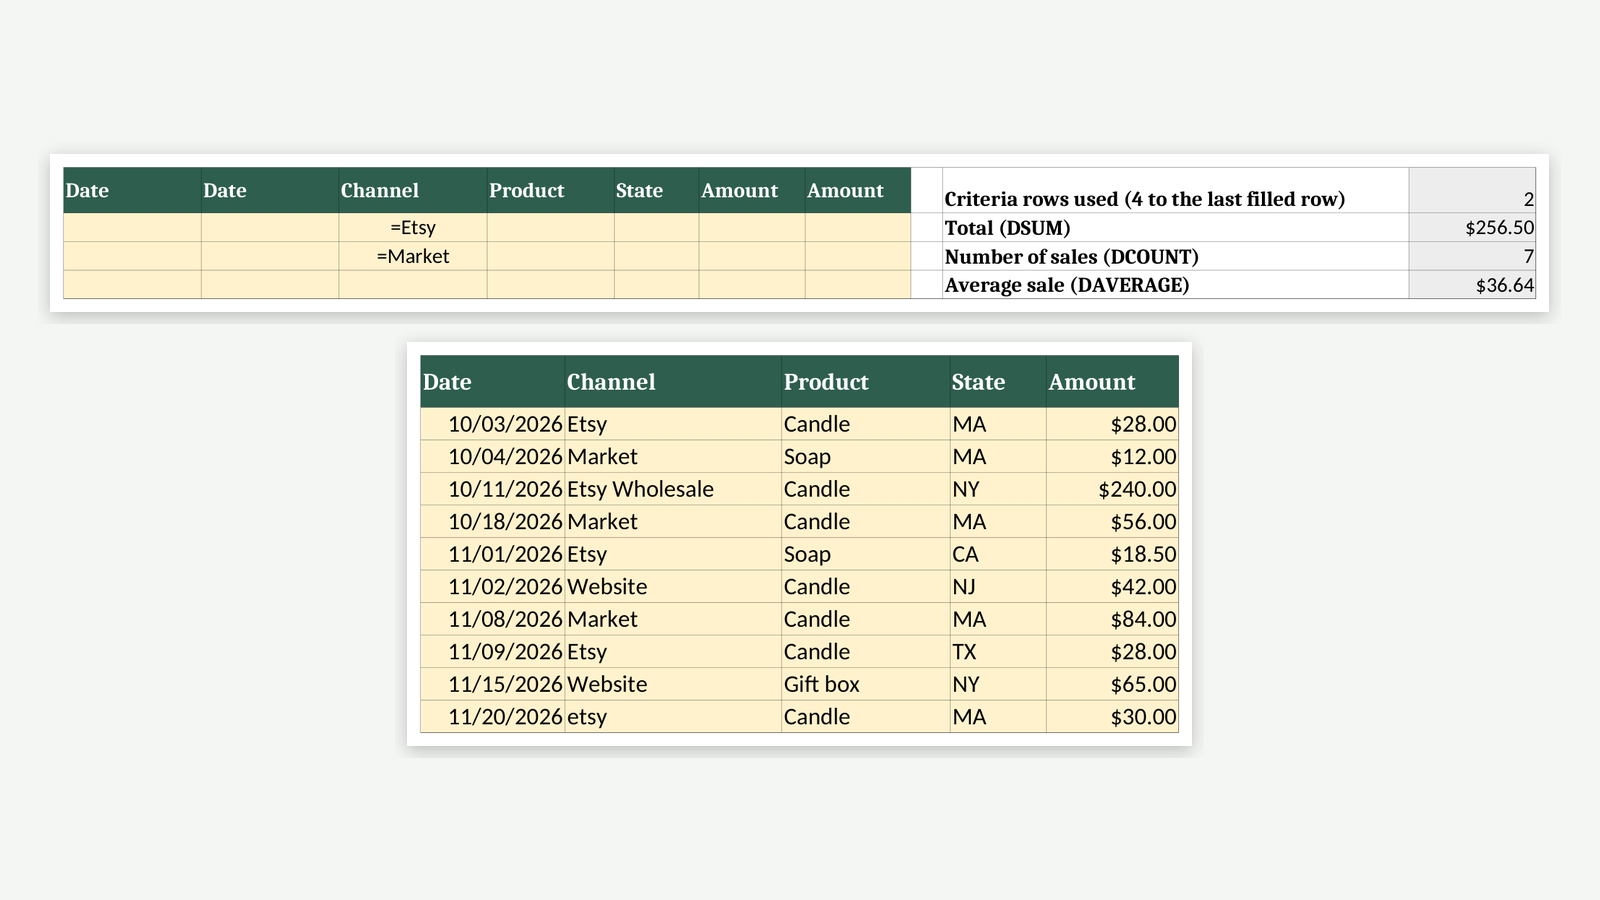 Date Date Channel Product State Amount Amount Criteria rows used (4 to the last filled row) 2
=Etsy Total (DSUM) $256.50
=Market Number of sales (DCOUNT) 7
Average sale (DAVERAGE) $36.64
Date Channel Product State Amount
10/03/2026 Etsy Candle MA $28.00
10/04/2026 Market Soap MA $12.00
10/11/2026 Etsy Wholesale Candle NY $240.00
10/18/2026 Market Candle MA $56.00
11/01/2026 Etsy Soap CA $18.50
11/02/2026 Website Candle NJ $42.00
11/08/2026 Market Candle MA $84.00
11/09/2026 Etsy Candle TX $28.00
11/15/2026 Website Gift box NY $65.00
11/20/2026 etsy Candle MA $30.00